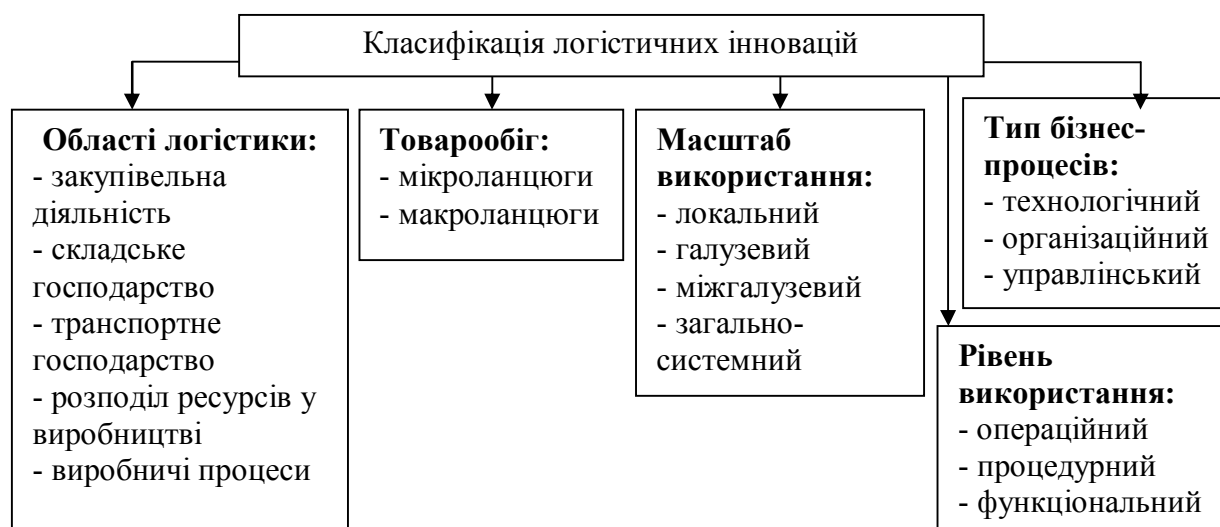 Класифікація логістичних інновацій
Області логістики:
- закупівельна
діяльність
- складське
господарство
- транспортне
господарство
- розподіл ресурсів у
виробництві
- виробничі процеси
Товарообіг:
- мікроланцюги
- макроланцюги
Масштаб
використання:
- локальний
- галузевий
- міжгалузевий
- загально-
системний
Тип бізнес-
процесів:
- технологічний
- організаційний
- управлінський
Рівень
використання:
- операційний
- процедурний
- функціональний